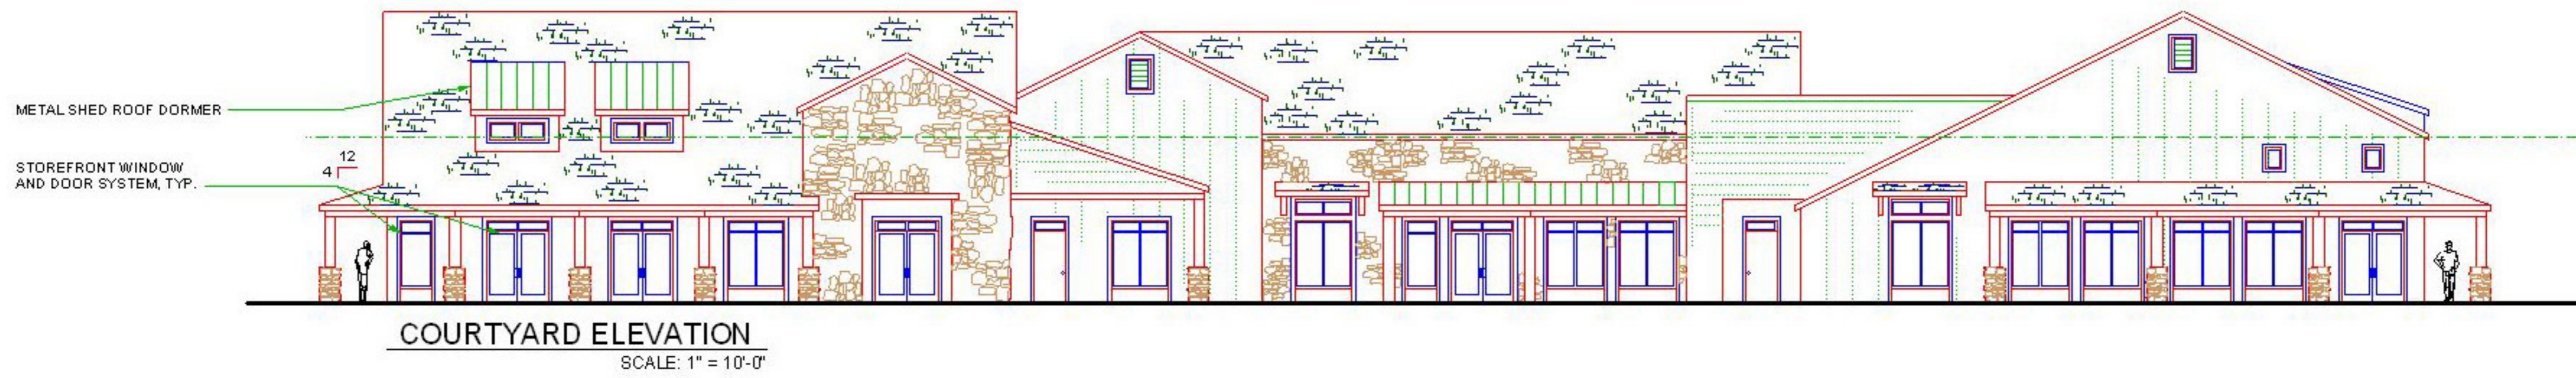 METAL SHED ROOF DORMER
STOREFRONT WINDOW
AND DOOR SYSTEM, TYP.
12
4
COURTYARD ELEVATION
SCALE: 1" = 10'-0"